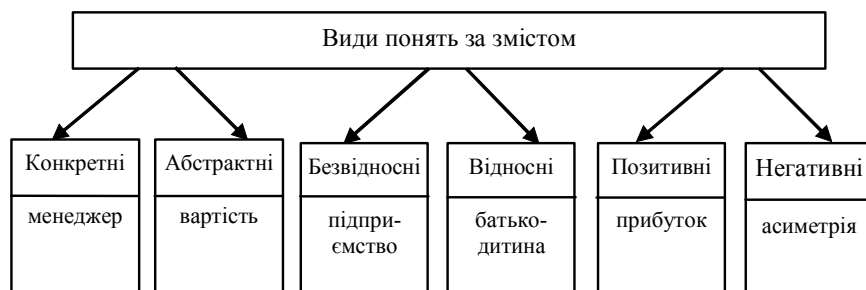 Види понять за змістом
Конкретні
Абстрактні
Безвідносні
Відносні
Позитивні
Негативні
менеджер
вартість
підпри-
ємство
батько-
дитина
прибуток
асиметрія